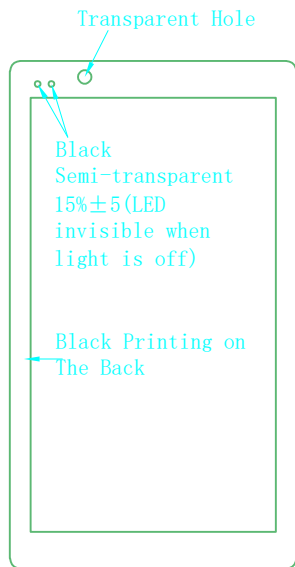 Transparent Hole
Black
Semi-transparent
15%±5(LED
invisible when
light is off)
Black Printing on
The Back